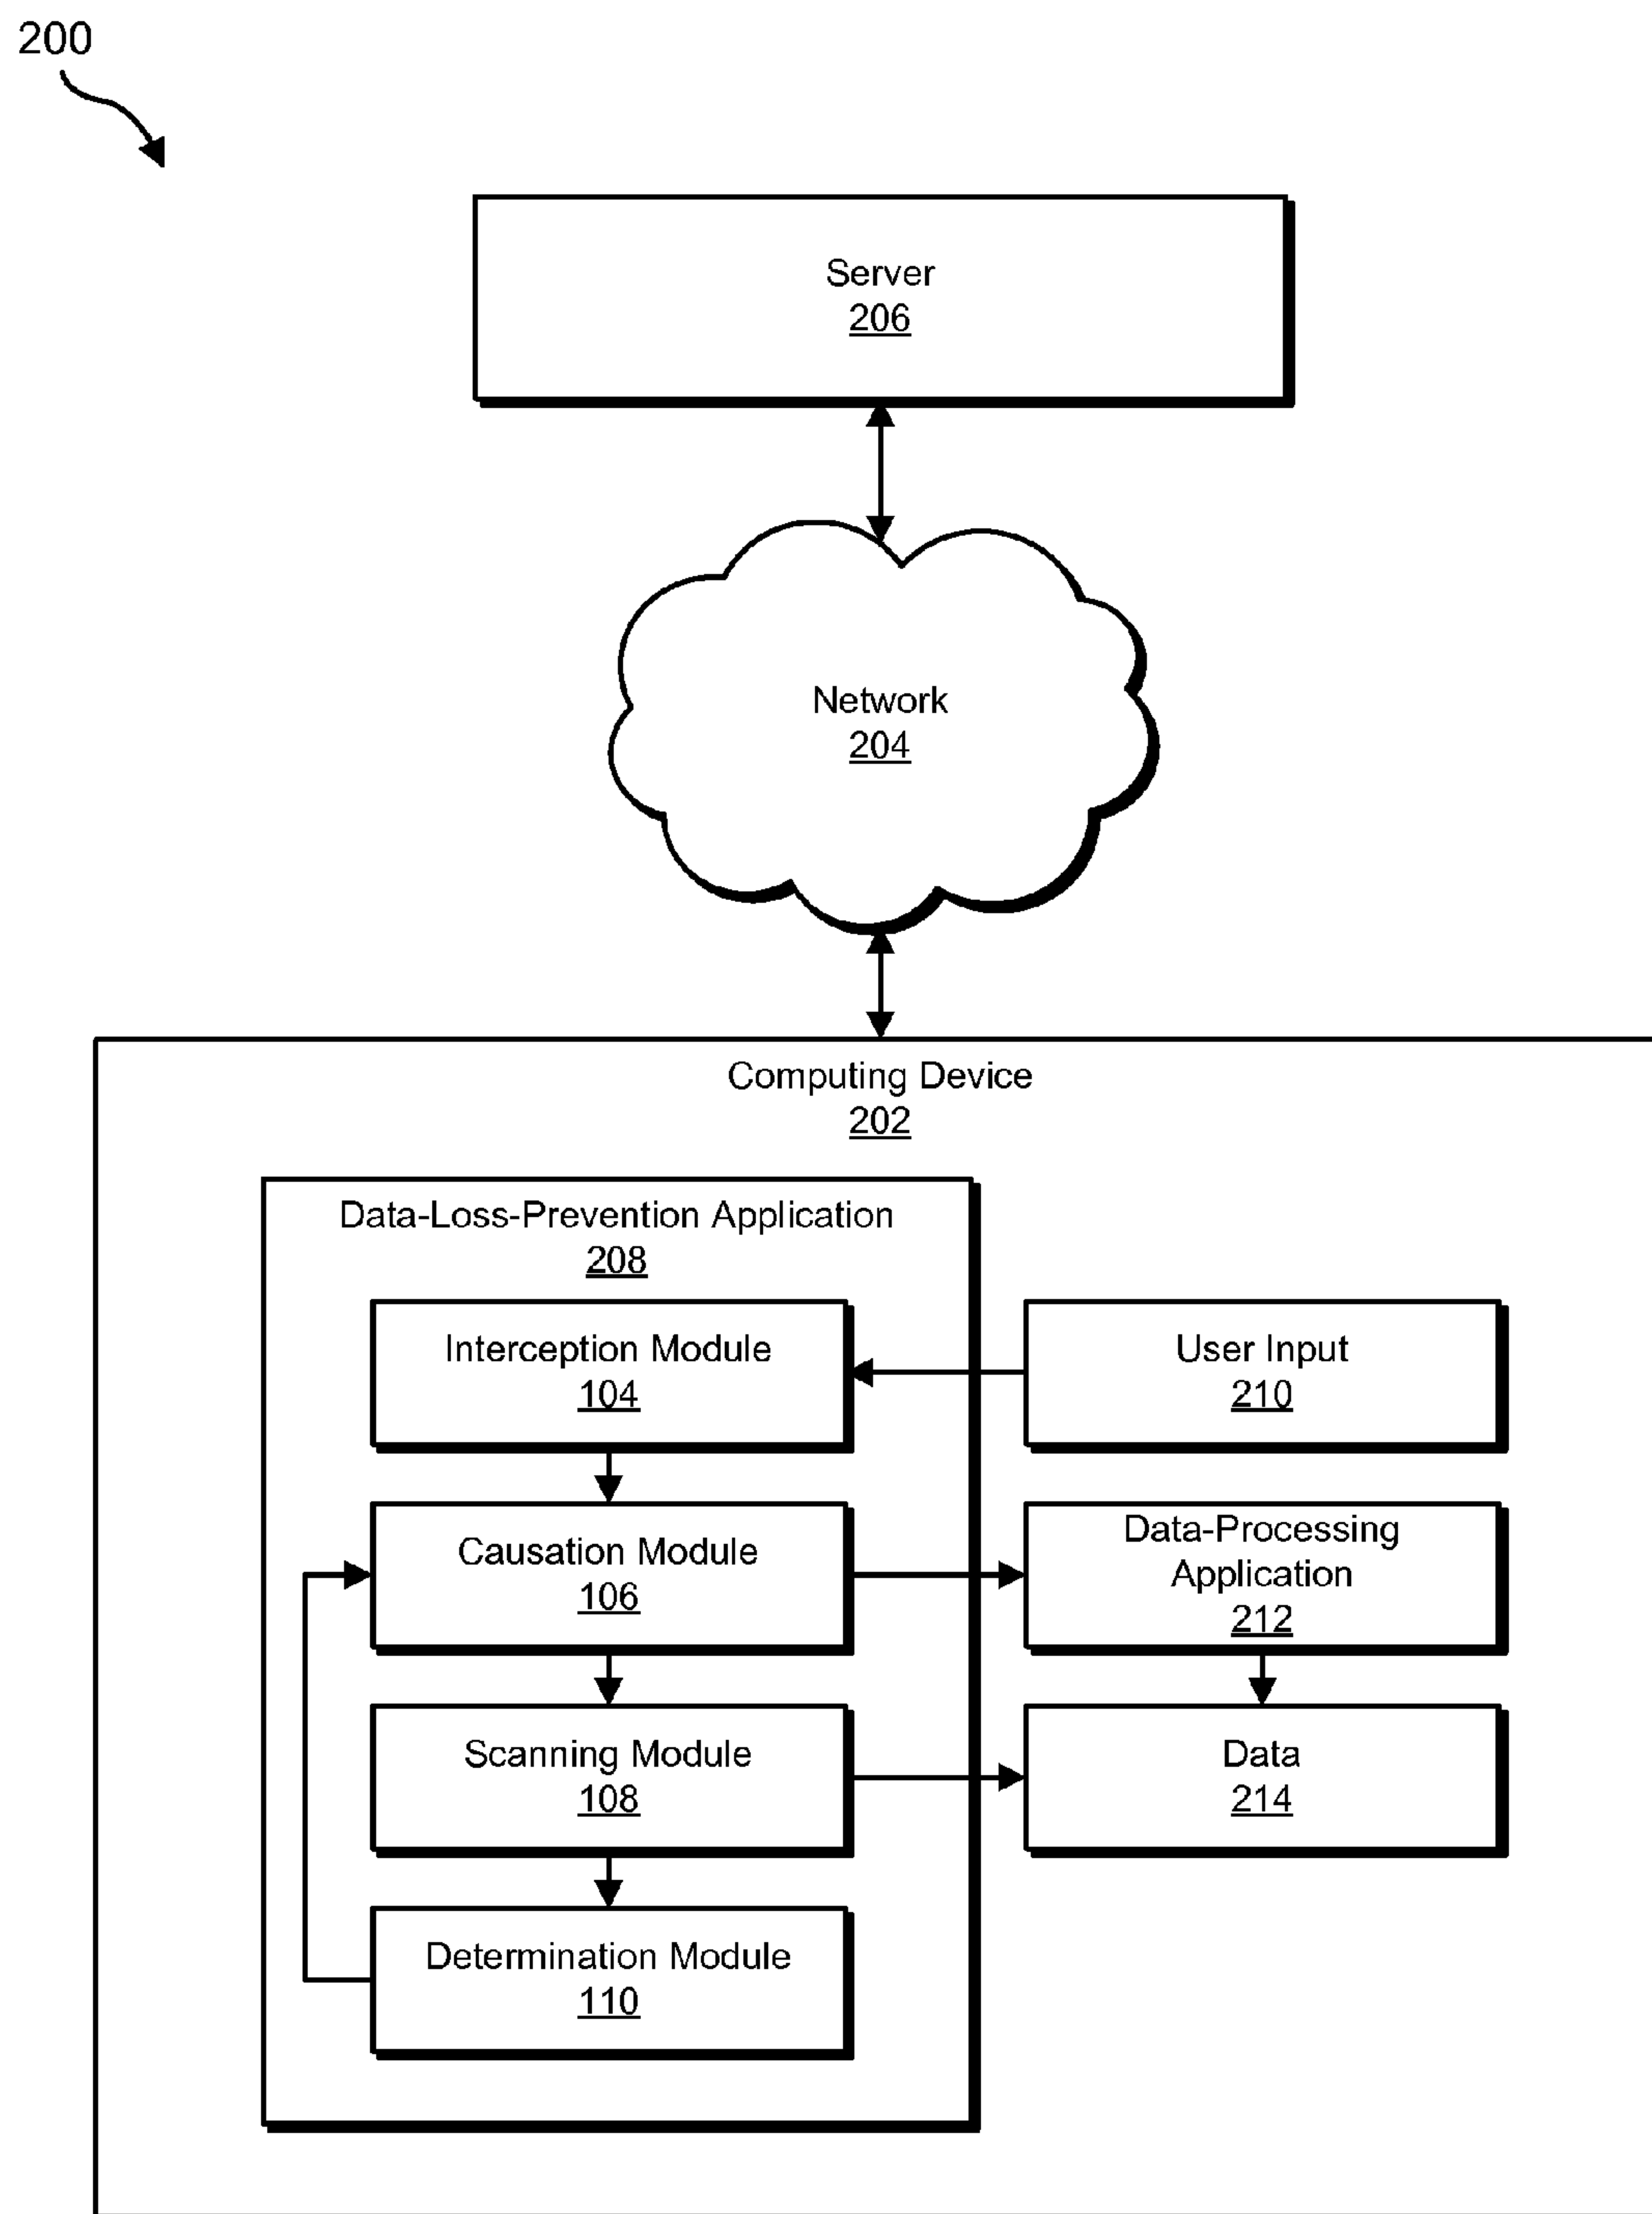 200
Server
206
Network
204
Computing Device
202
Data-Loss-Prevention Application
208
Interception Module
104
User Input
210
Causation Module
106
Data-Processing
Application
212
Scanning Module
108
Data
214
Determination Module
110